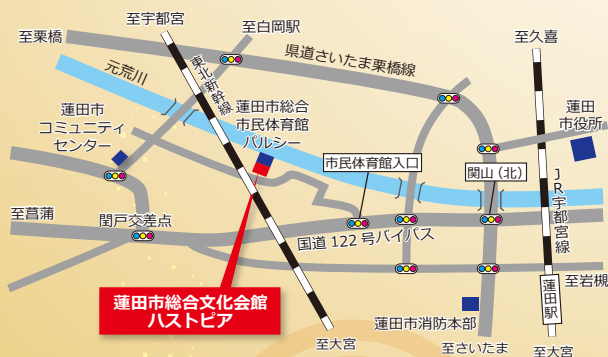 至宇都宮
至白岡駅
至栗橋
至久喜
県道さいたま栗橋線
元荒川
東北新幹線
蓮田市
コミュニティ
センター
蓮田市総合
市民体育館
パルシー
蓮田
市役所
市民体育館入口
関山(北)
JR宇都宮線
至菖蒲
閏戸交差点
国道122号バイパス
至岩槻
蓮田駅
蓮田市総合文化会館
ハストピア
蓮田市消防本部
至大宮
至さいたま
至大宮